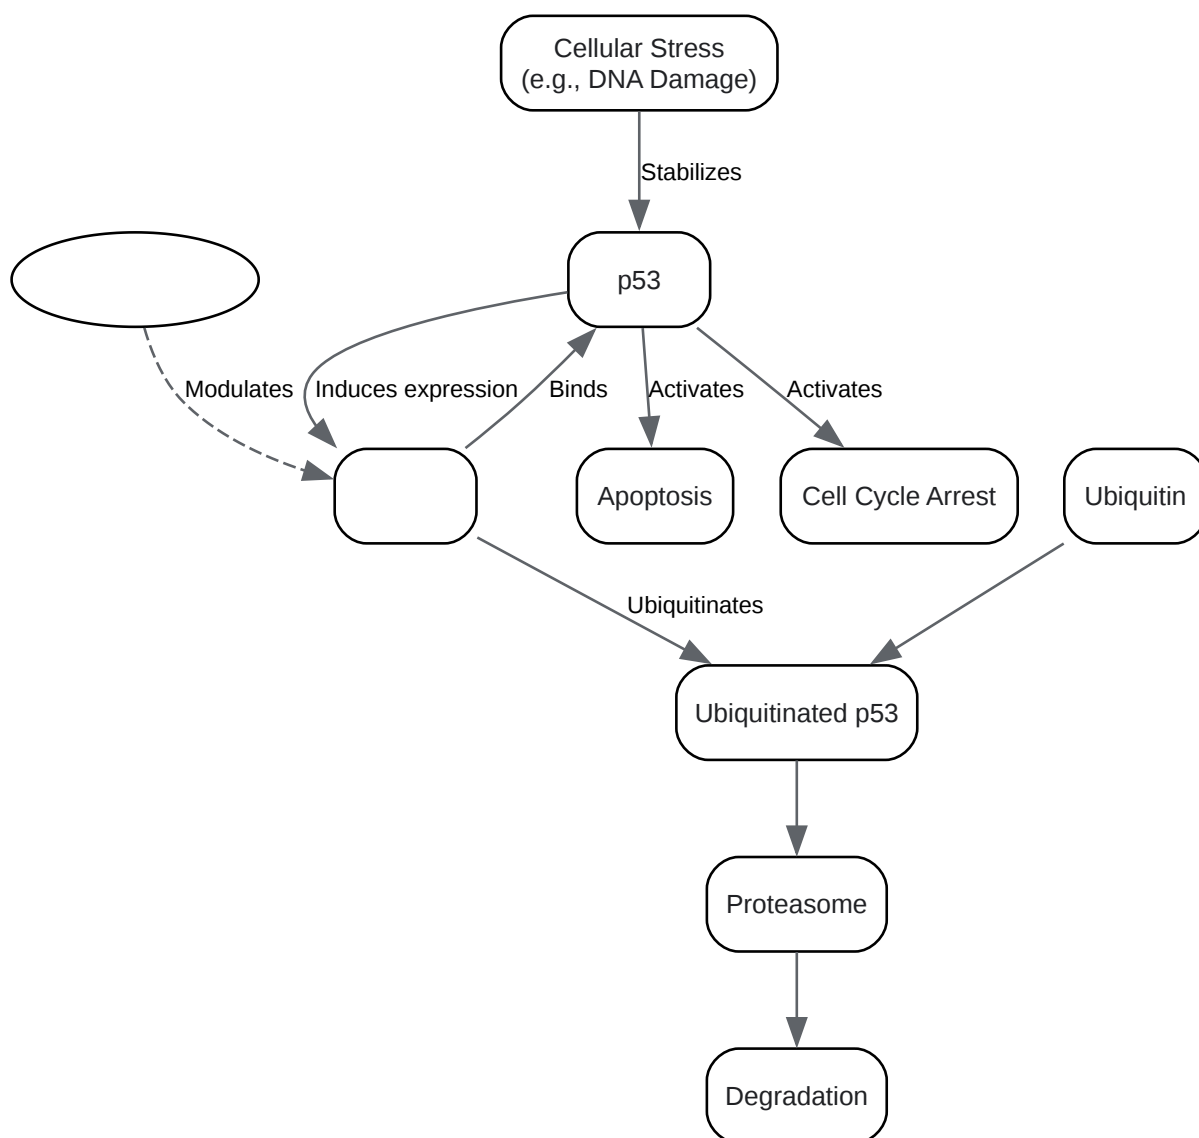 Cellular Stress
(e.g., DNA Damage)
Stabilizes
p53
Modulates
Induces expression
Binds
Activates
Activates
Apoptosis
Cell Cycle Arrest
Ubiquitin
Ubiquitinates
Ubiquitinated p53
Proteasome
Degradation